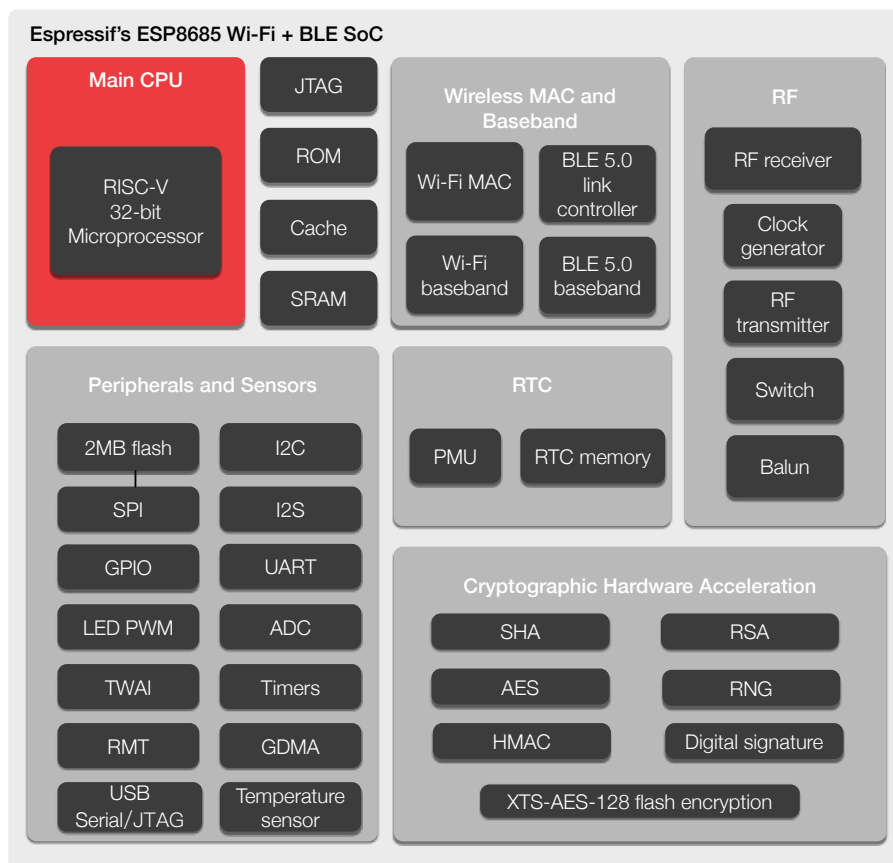 Espressif's ESP8685 Wi-Fi + BLE SoC
Main CPU
RISC-V
32-bit
Microprocessor
JTAG
ROM
Cache
SRAM
Wireless MAC and
Baseband
Wi-Fi MAC
BLE 5.0
link
controller
Wi-Fi
baseband
BLE 5.0
baseband
RF
RF receiver
Clock
generator
RF
transmitter
Switch
Balun
Peripherals and Sensors
2MB flash
I2C
SPI
I2S
GPIO
UART
LED PWM
ADC
TWAI
Timers
RMT
GDMA
USB
Serial/JTAG
Temperature
sensor
RTC
PMU
RTC memory
Cryptographic Hardware Acceleration
SHA
RSA
AES
RNG
HMAC
Digital signature
XTS-AES-128 flash encryption